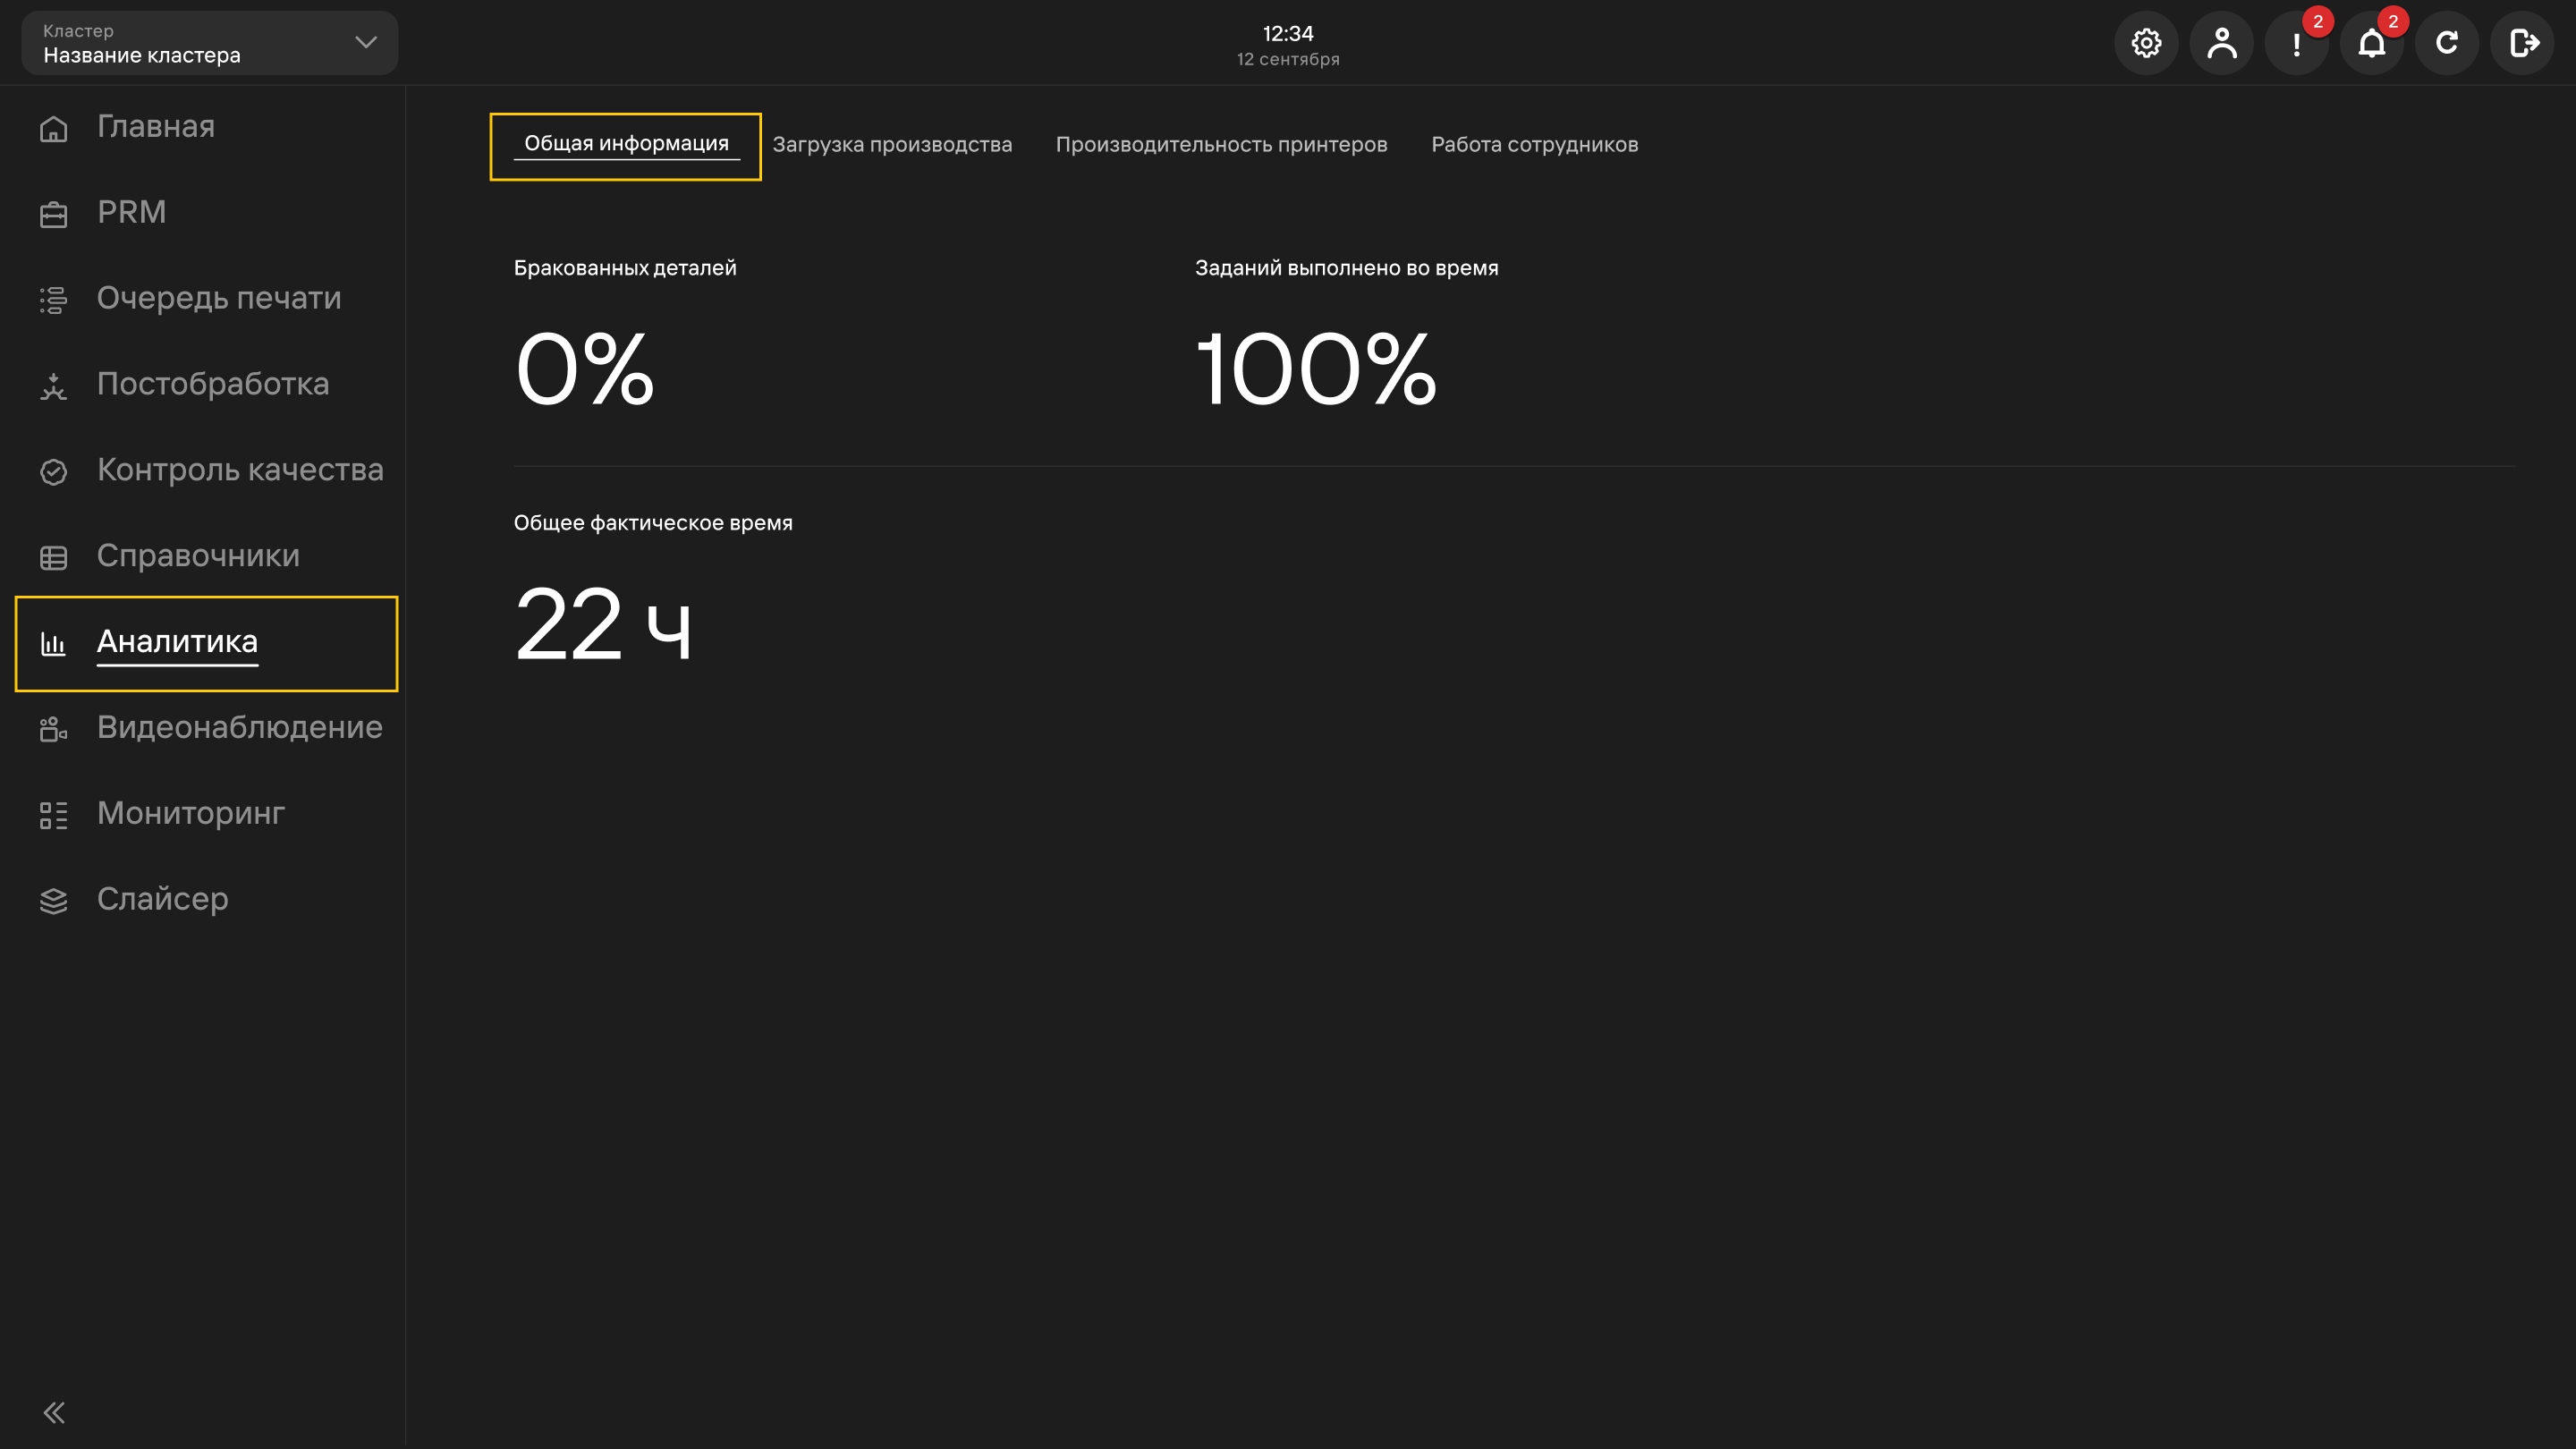 Кластер
Название кластера
12:34
12 сентября
!
2
2
Главная
PRM
Очередь печати
Постобработка
Контроль качества
Справочники
Аналитика
Видеонаблюдение
Мониторинг
Слайсер
Общая информация
Загрузка производства
Производительность принтеров
Работа сотрудников
Бракованных деталей
0%
Заданий выполнено во время
100%
Общее фактическое время
22 ч